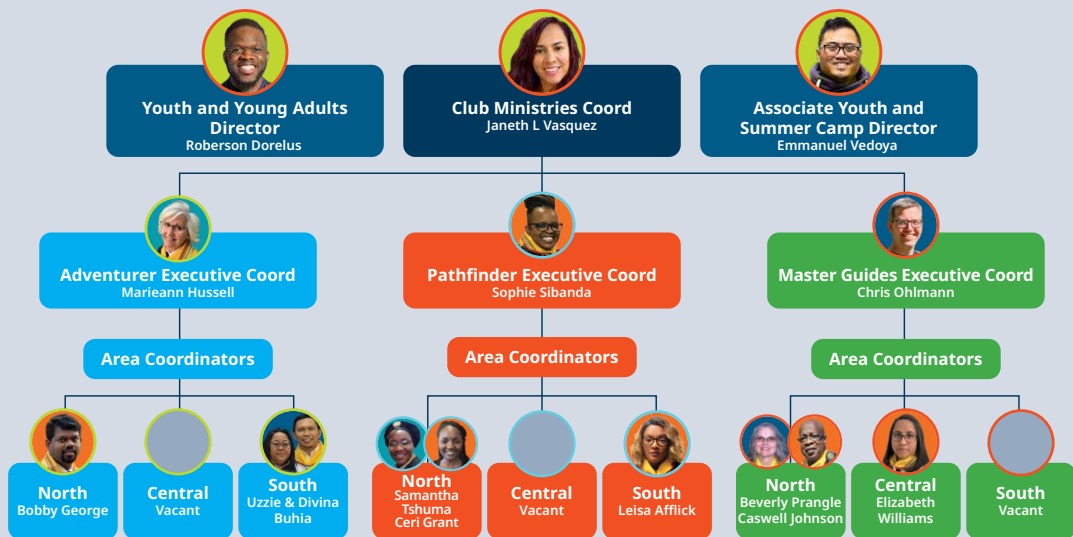 Youth and Young Adults
Director
Roberson Dorelus
Club Ministries Coord
Janeth L Vasquez
Associate Youth and
Summer Camp Director
Emmanuel Vedoya
Adventurer Executive Coord
Marieann Hussell
Pathfinder Executive Coord
Sophie Sibanda
Master Guides Executive Coord
Chris Ohlmann
Area Coordinators
Area Coordinators
Area Coordinators
North
Bobby George
Central
Vacant
South
Uzzie & Divina
Buhia
North
Samantha
Tshuma
Ceri Grant
Central
Vacant
South
Leisa Afflick
North
Beverly Prangle
Caswell Johnson
Central
Elizabeth
Williams
South
Vacant